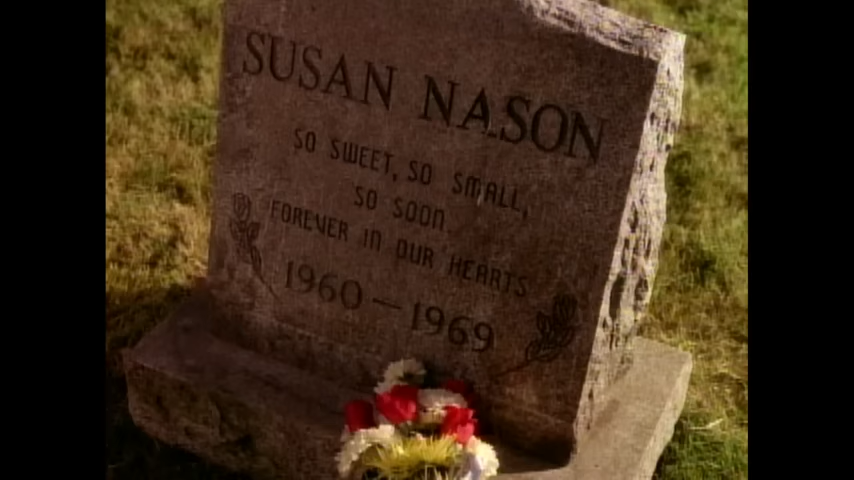 SUSAN NASON
SO SWEET, SO SMALL,
SO SOON
FOREVER IN OUR HEARTS
1960 — 1969